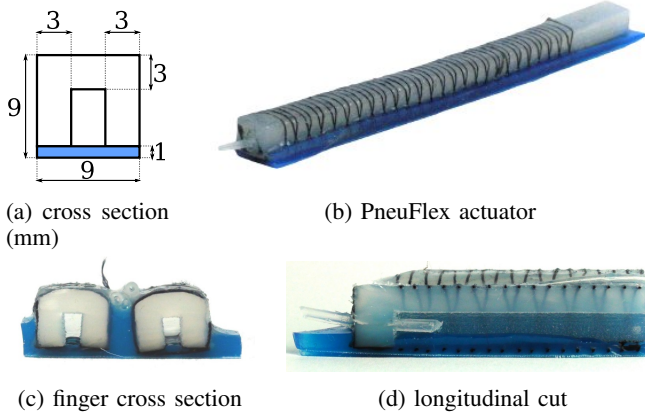 3
3
3
9
1
9
(a) cross section
(mm)
(b) PneuFlex actuator
(c) finger cross section
(d) longitudinal cut